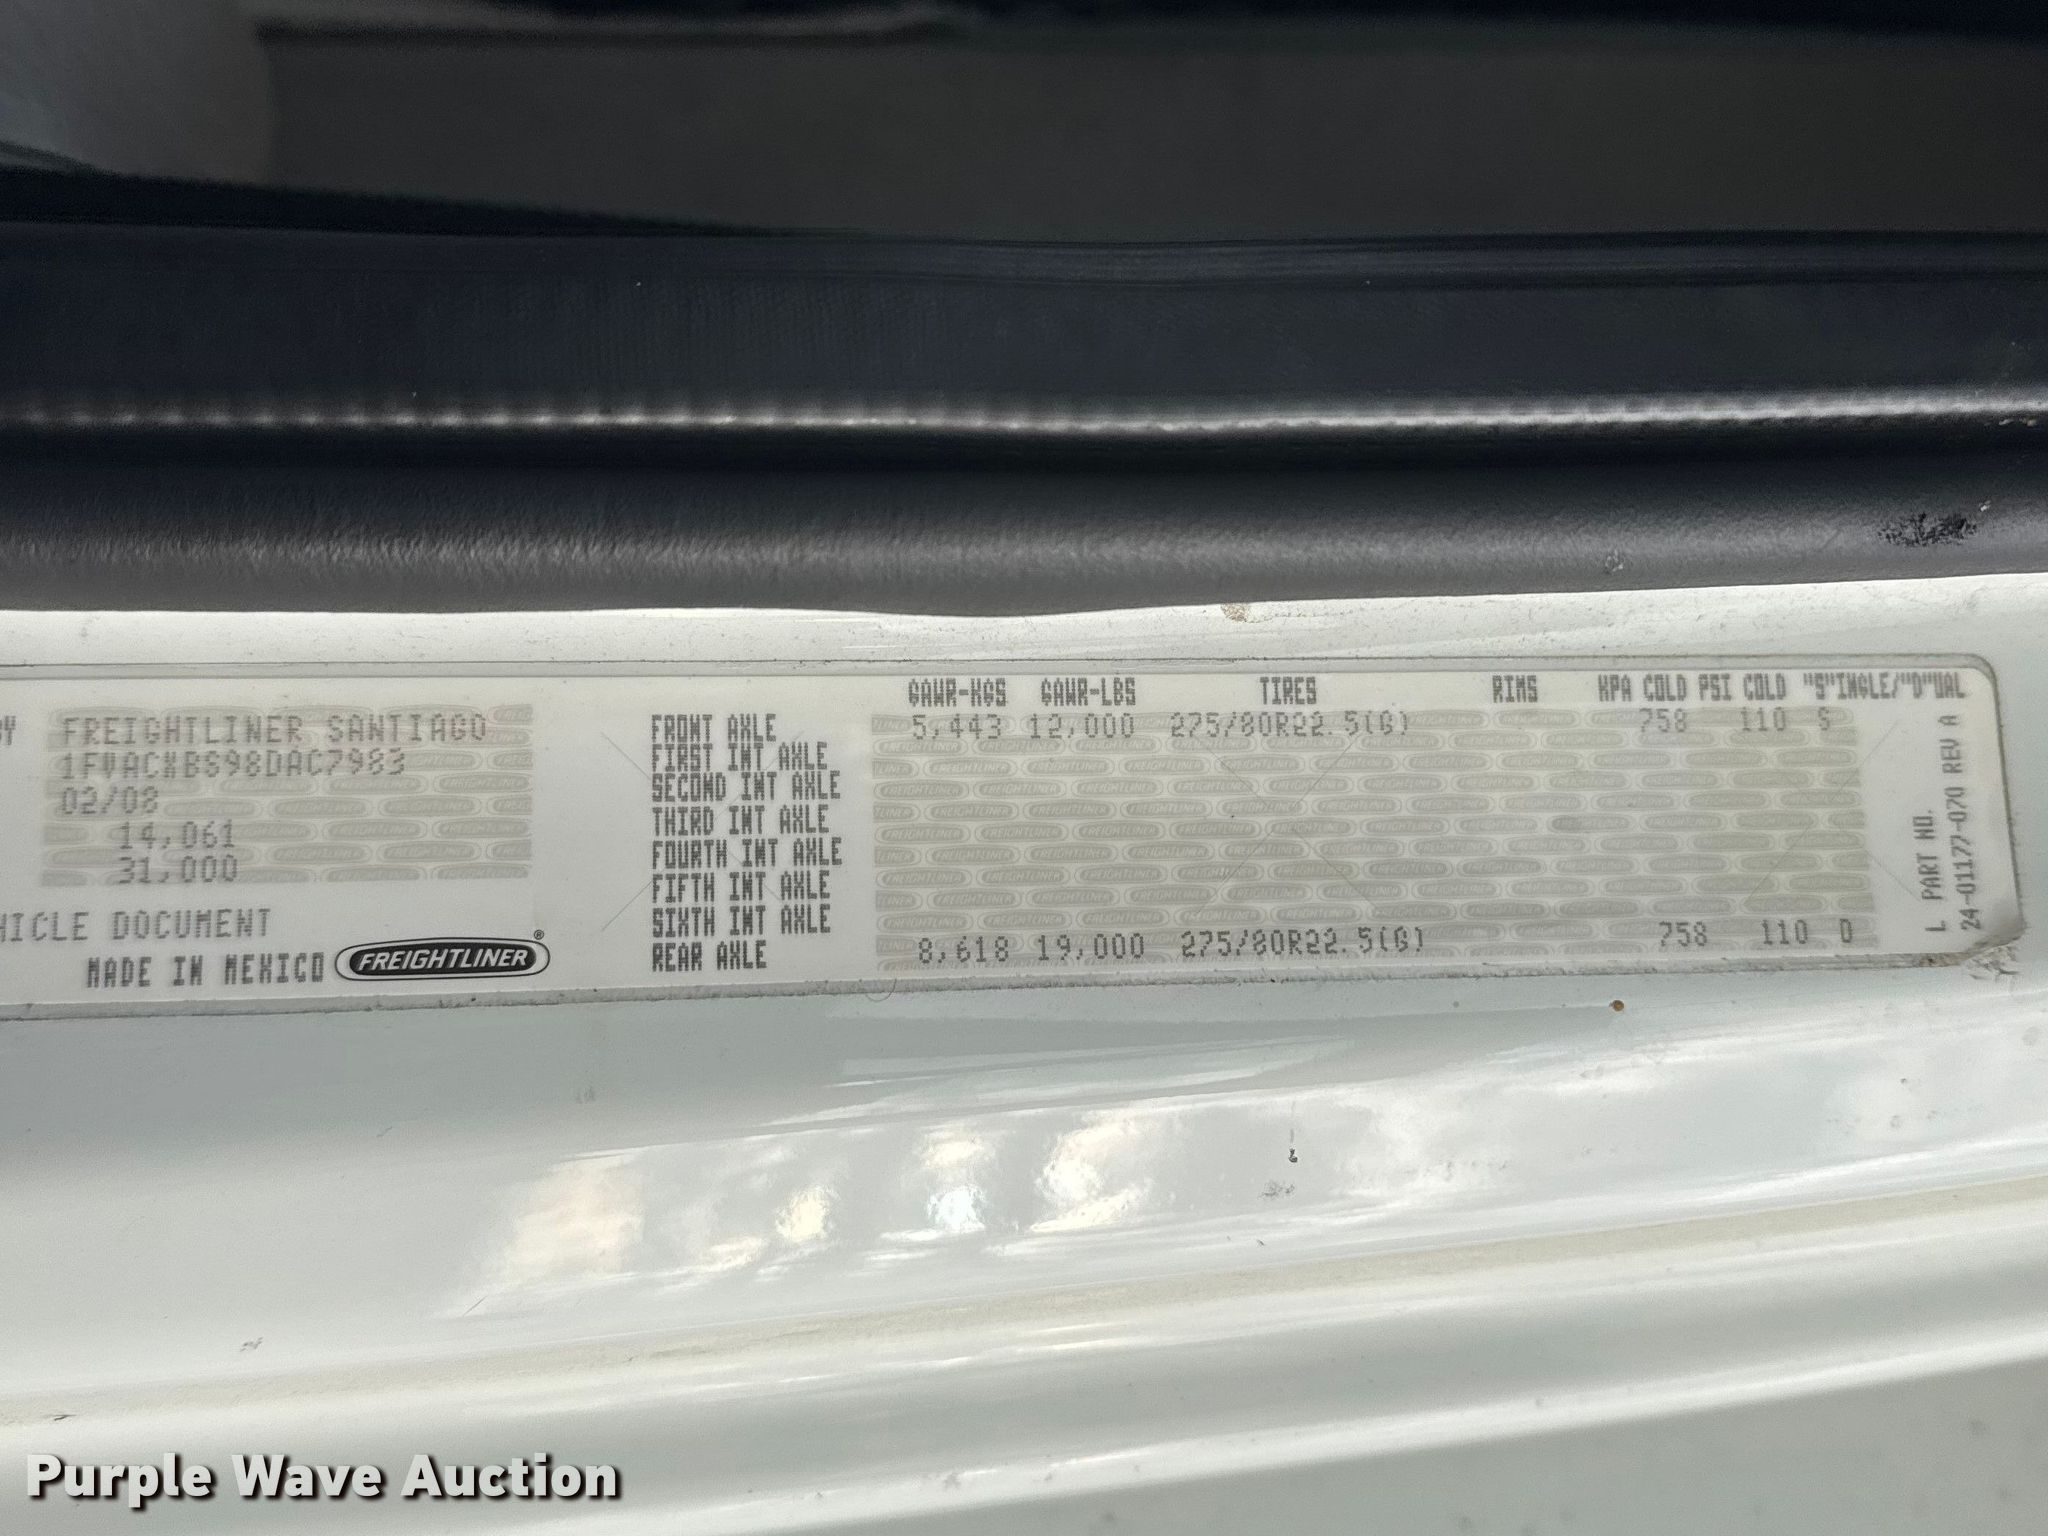 GAWR-KGS GAWR-LBS TIRES RIMS KPA COLD PSI COLD "S"INGLE/"D"UAL
BY FREIGHTLINER SANTIAGO
1FVACXBS98DAC7983
02/08
14,061
31,000
HICLE DOCUMENT
MADE IN MEXICO FREIGHTLINER®
FRONT AXLE 5,443 12,000 275/80R22.5(G) 758 110 S
FIRST INT AXLE
SECOND INT AXLE
THIRD INT AXLE
FOURTH INT AXLE
FIFTH INT AXLE
SIXTH INT AXLE
REAR AXLE 8,618 19,000 275/80R22.5(G) 758 110 D
L PART NO.
24-01177-070 REV A
Purple Wave Auction